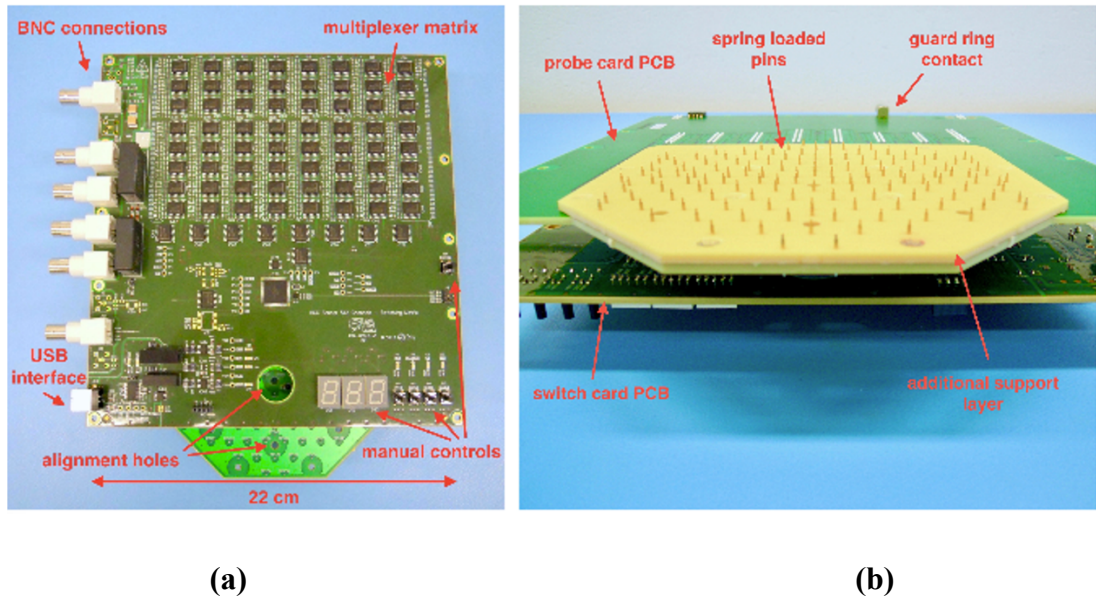 BNC connections
multiplexer matrix
USB
interface
alignment holes
manual controls
22 cm
spring loaded
pins
guard ring
contact
probe card PCB
switch card PCB
additional support
layer
(a)
(b)